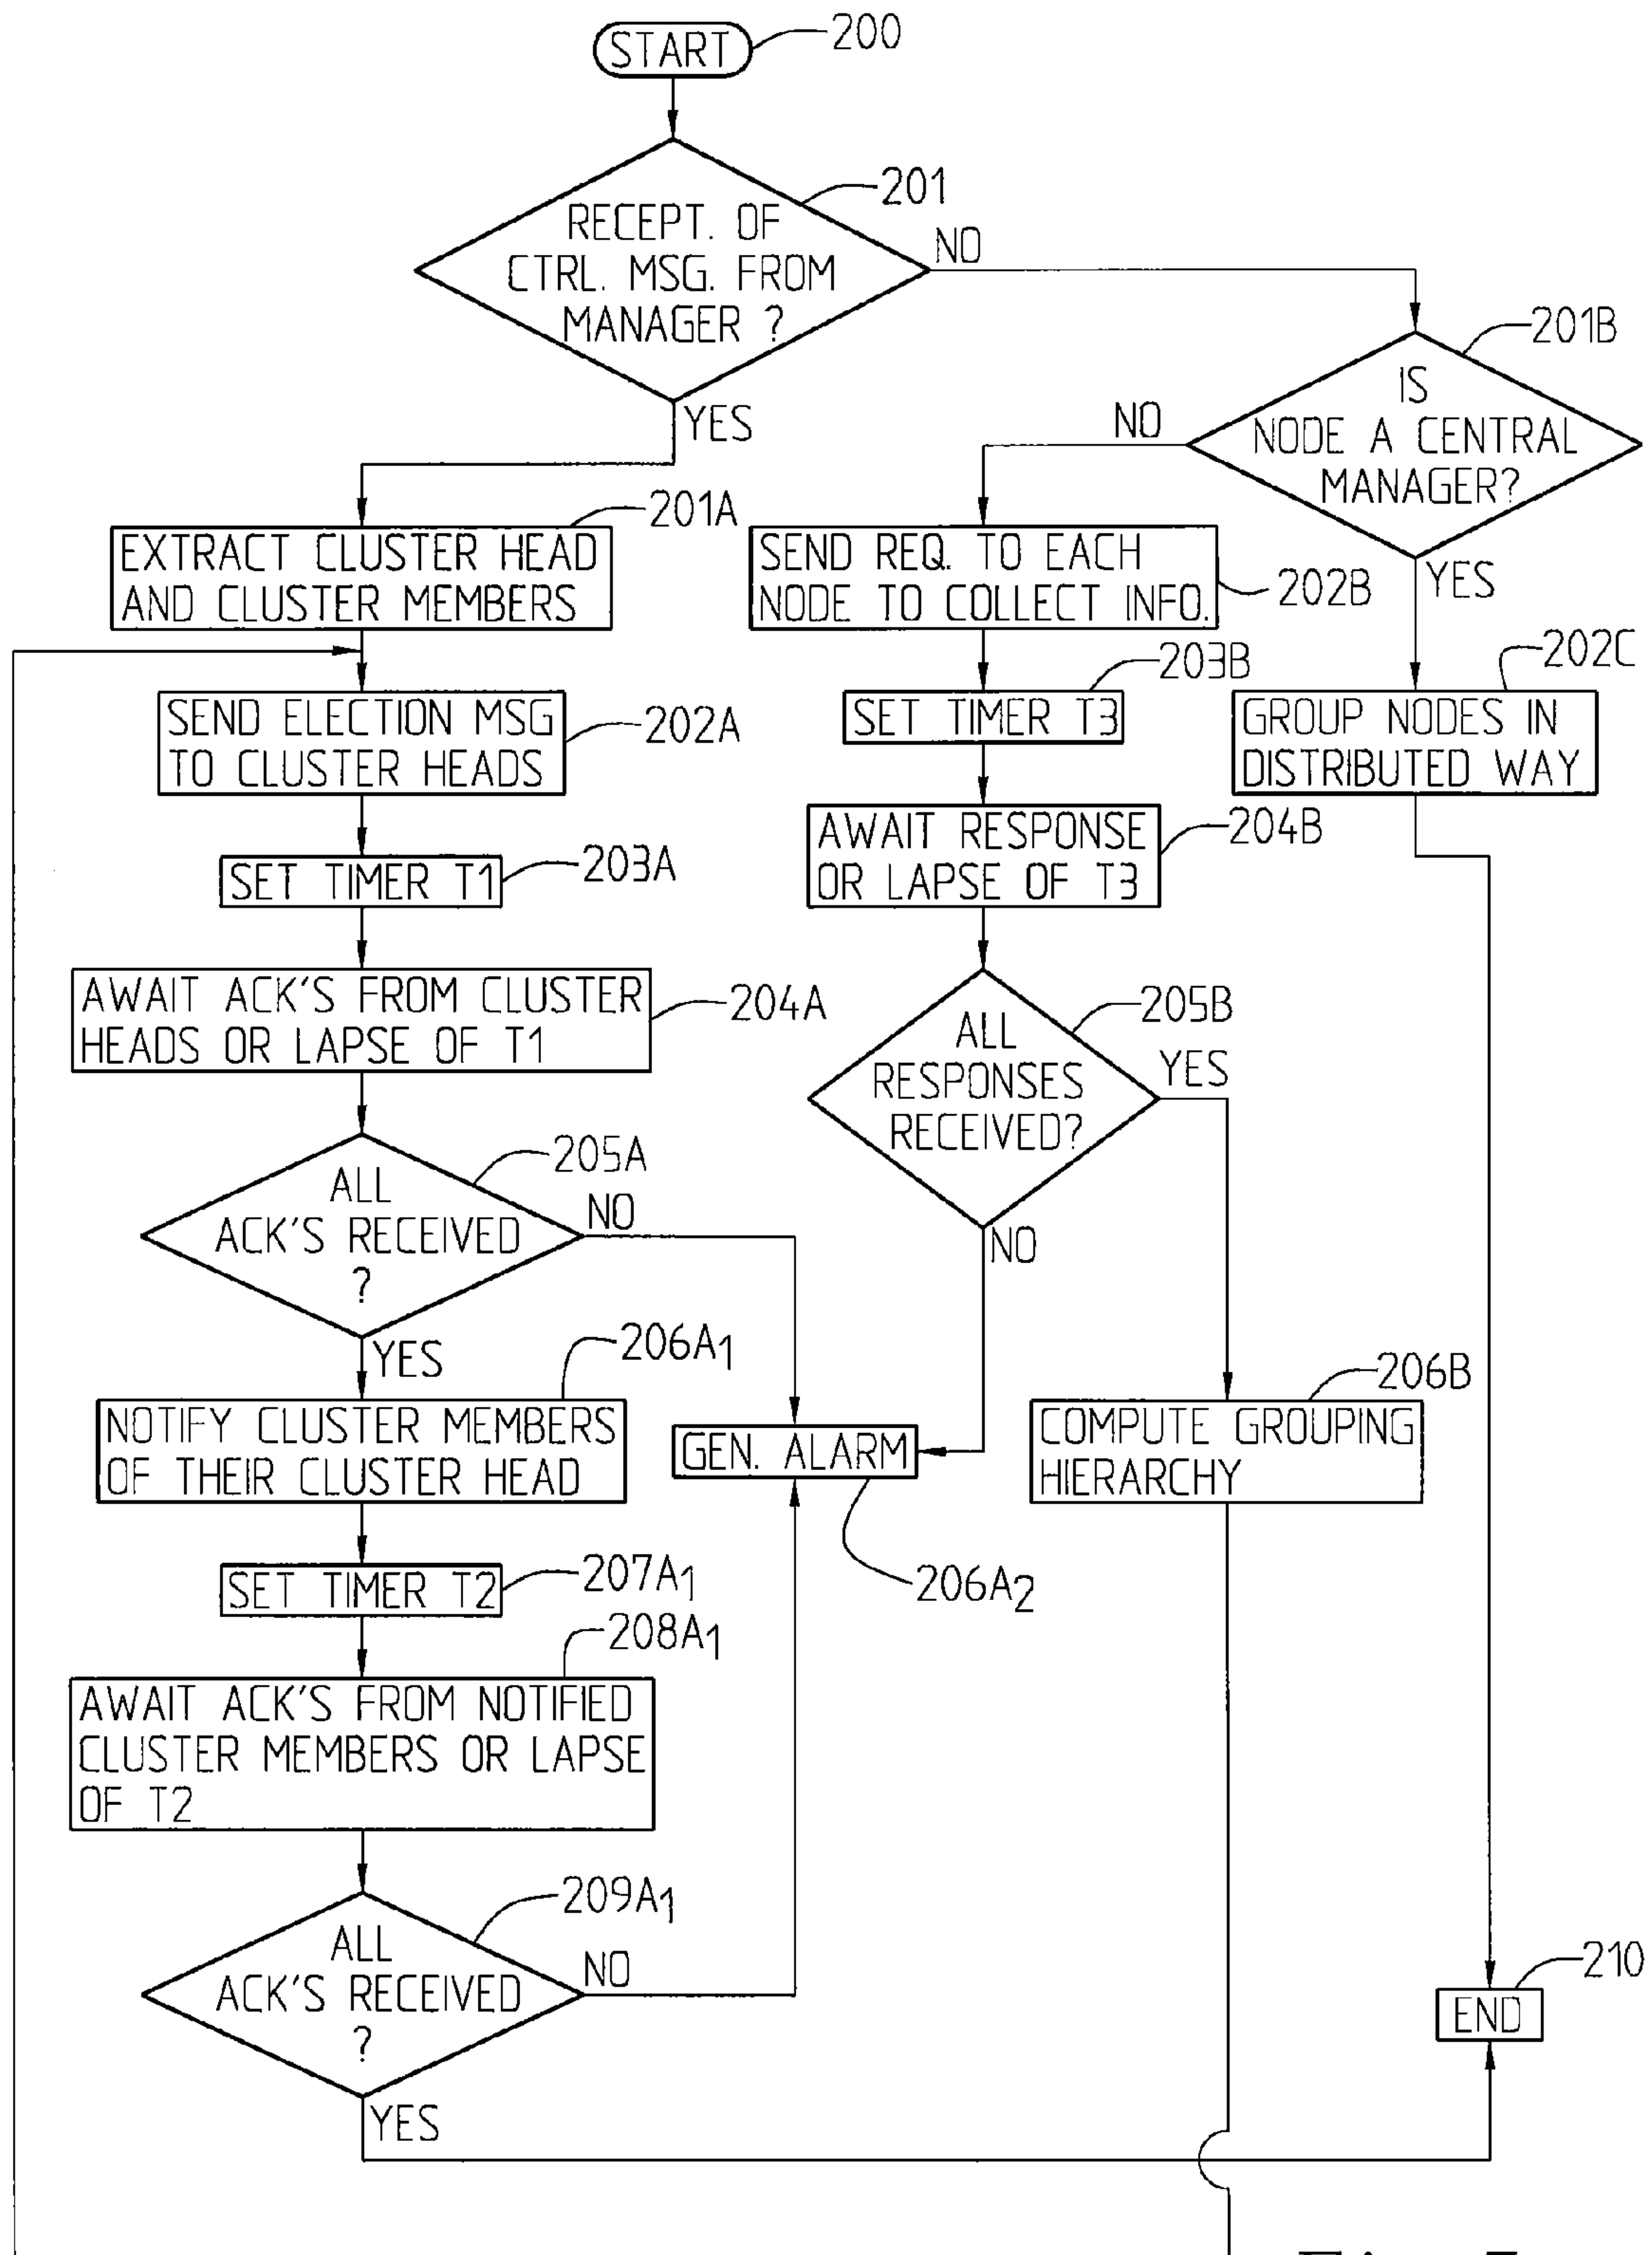 START
200
RECEPT. OF
CTRL. MSG. FROM
MANAGER ?
201
NO
YES
IS
NODE A CENTRAL
MANAGER?
201B
NO
YES
EXTRACT CLUSTER HEAD
AND CLUSTER MEMBERS
201A
SEND REQ. TO EACH
NODE TO COLLECT INFO.
202B
SEND ELECTION MSG
TO CLUSTER HEADS
202A
SET TIMER T3
203B
GROUP NODES IN
DISTRIBUTED WAY
202C
SET TIMER T1
203A
AWAIT RESPONSE
OR LAPSE OF T3
204B
AWAIT ACK'S FROM CLUSTER
HEADS OR LAPSE OF T1
204A
ALL
RESPONSES
RECEIVED?
205B
YES
NO
ALL
ACK'S RECEIVED
?
205A
NO
YES
NOTIFY CLUSTER MEMBERS
OF THEIR CLUSTER HEAD
206A1
GEN. ALARM
206A2
COMPUTE GROUPING
HIERARCHY
206B
SET TIMER T2
207A1
AWAIT ACK'S FROM NOTIFIED
CLUSTER MEMBERS OR LAPSE
OF T2
208A1
ALL
ACK'S RECEIVED
?
209A1
NO
YES
END
210